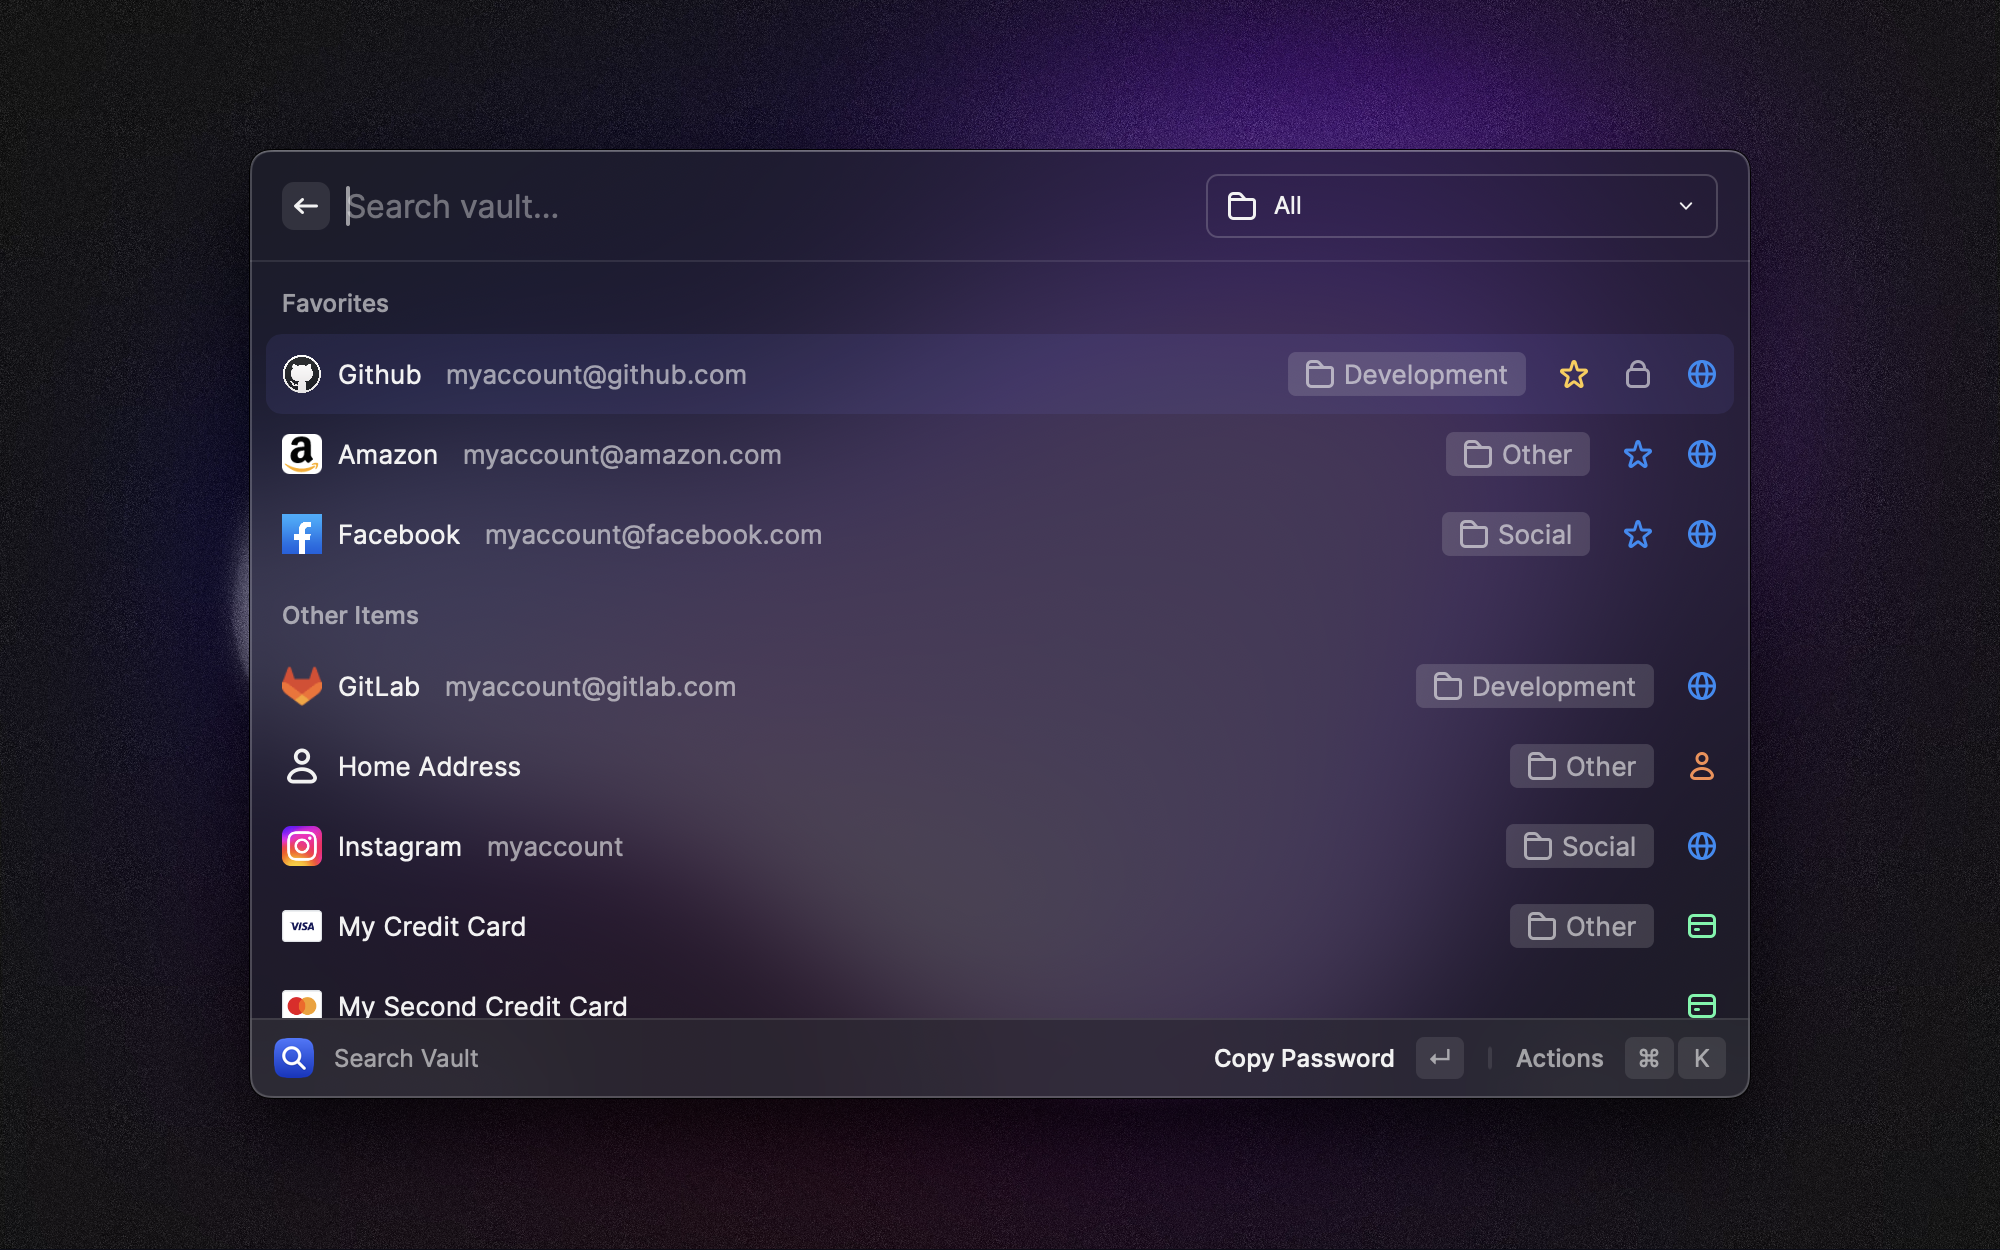 Search vault...
All
Favorites
Github myaccount@github.com Development
Amazon myaccount@amazon.com Other
Facebook myaccount@facebook.com Social
Other Items
GitLab myaccount@gitlab.com Development
Home Address Other
Instagram myaccount Social
VISA My Credit Card Other
My Second Credit Card
Search Vault Copy Password ↵ Actions ⌘ K